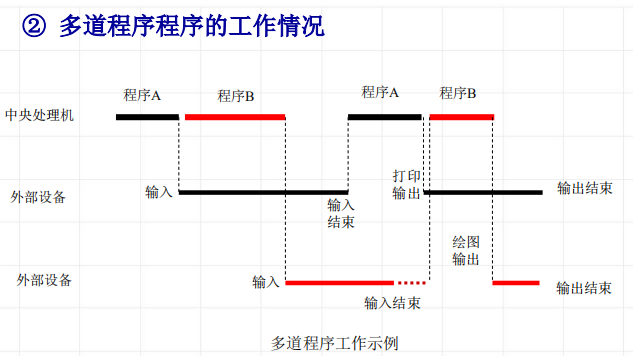 ② 多道程序程序的工作情况
程序A
程序B
程序A
程序B
中央处理机
外部设备
输入
输入
结束
打印
输出
输出结束
外部设备
输入
输入结束
绘图
输出
输出结束
多道程序工作示例